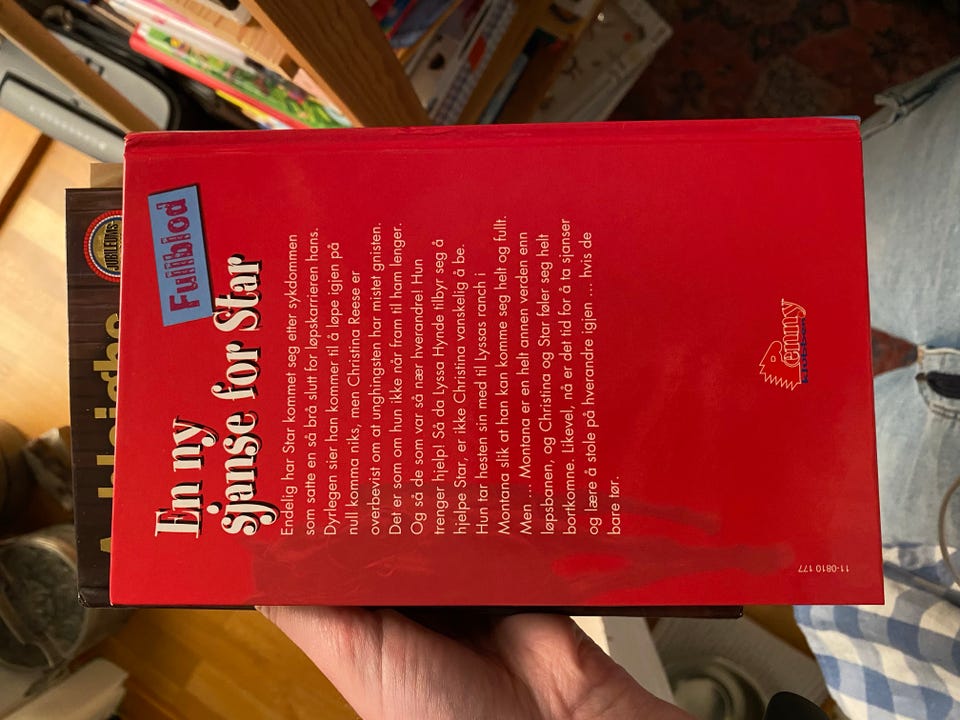 Fullblod
En ny
sjanse for Star
Endelig har Star kommet seg etter sykdommen
som satte en så brå slutt for løpskarrieren hans.
Dyrlegen sier han kommer til å løpe igjen på
null komma niks, men Christina Reese er
overbevist om at unghingsten har mistet gnisten.
Det er som om hun ikke når fram til ham lenger.
Og så de som var så nær hverandre! Hun
trenger hjelp! Så da Lyssa Hynde tilbyr seg å
hjelpe Star, er ikke Christina vanskelig å be.
Hun tar hesten sin med til Lyssas ranch i
Montana slik at han kan komme seg helt og fullt.
Men ... Montana er en helt annen verden enn
løpsbanen, og Christina og Star føler seg helt
bortkomne. Likevel, nå er det tid for å ta sjanser
og lære å stole på hverandre igjen ... hvis de
bare tør.
Penny
klubben
11-0810 177
JUBILEUMS